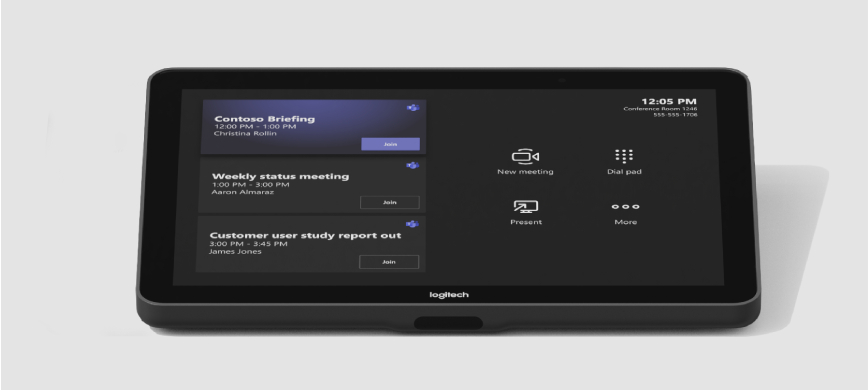 Contoso Briefing
12:00 PM - 1:00 PM
Christina Rollin
Join
Weekly status meeting
1:00 PM - 3:00 PM
Aaron Almaraz
Join
Customer user study report out
3:00 PM - 3:45 PM
James Jones
Join
12:05 PM
Conference Room 1246
555-555-1706
New meeting
Dial pad
Present
More
logitech